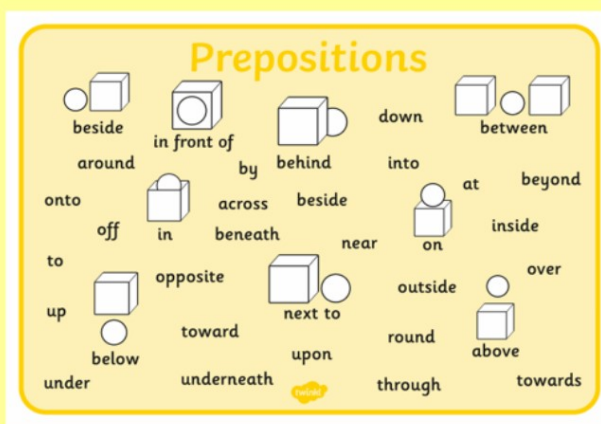 Prepositions
beside
in front of
behind
down
between
around
by
into
at
beyond
onto
across
beside
off
in
beneath
near
on
inside
to
opposite
over
up
next to
outside
toward
round
below
upon
above
under
underneath
through
towards
twinkl